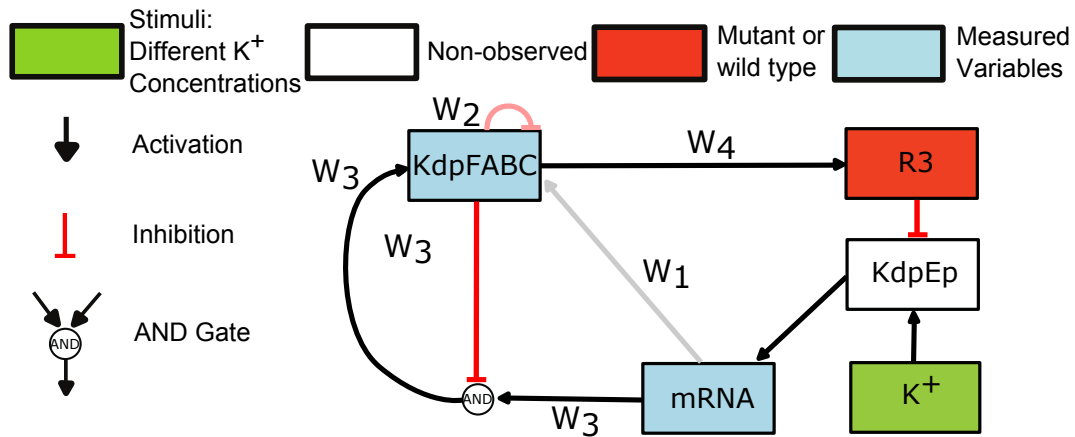 Stimuli:
Different K+
Concentrations
Non-observed
Mutant or
wild type
Measured
Variables
Activation
Inhibition
AND
AND Gate
W2
KdpFABC
W4
R3
W3
W3
W1
KdpEp
AND
W3
mRNA
K+